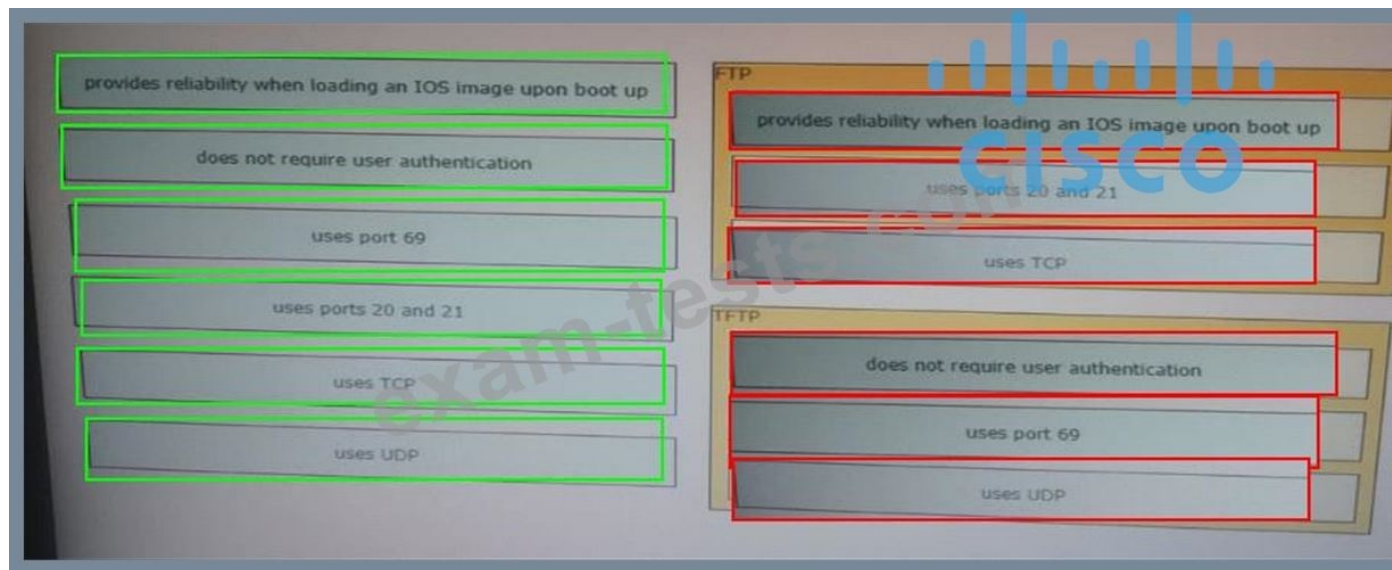 provides reliability when loading an IOS image upon boot up
does not require user authentication
uses port 69
uses ports 20 and 21
uses TCP
uses UDP
FTP
provides reliability when loading an IOS image upon boot up
uses ports 20 and 21
uses TCP
TFTP
does not require user authentication
uses port 69
uses UDP
CISCO
exam-tests.com